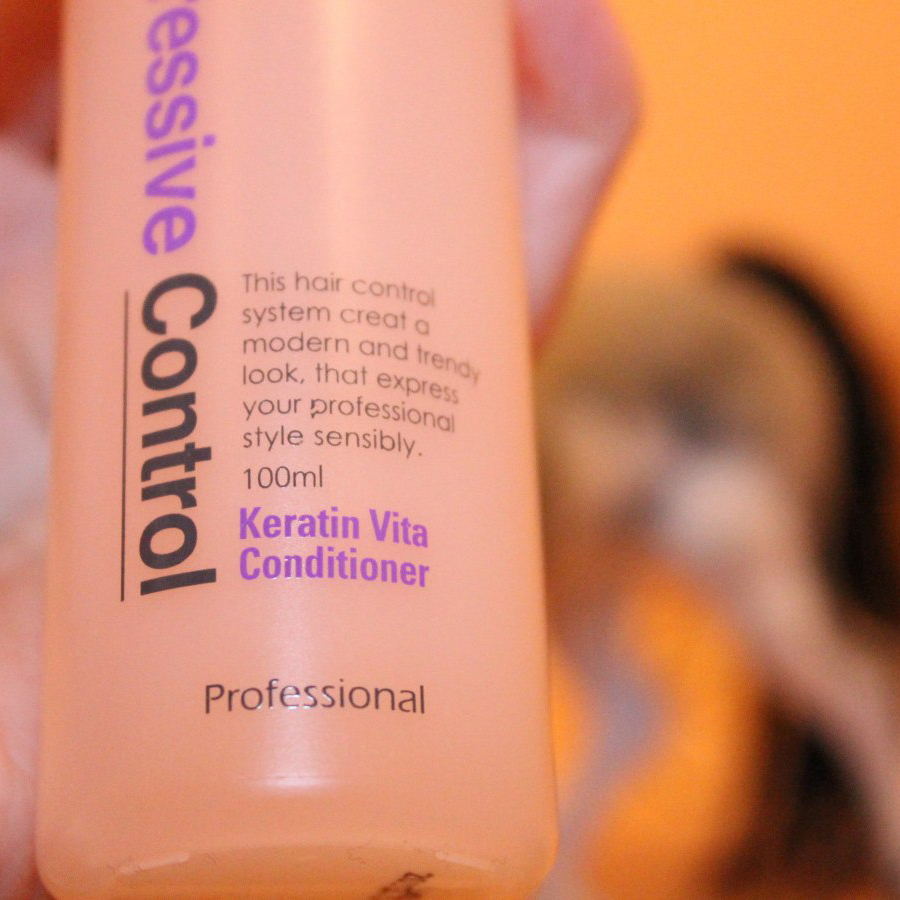 essive Control
This hair control
system creat a
modern and trendy
look, that express
your professional
style sensibly.
100ml
Keratin Vita
Conditioner
Professional